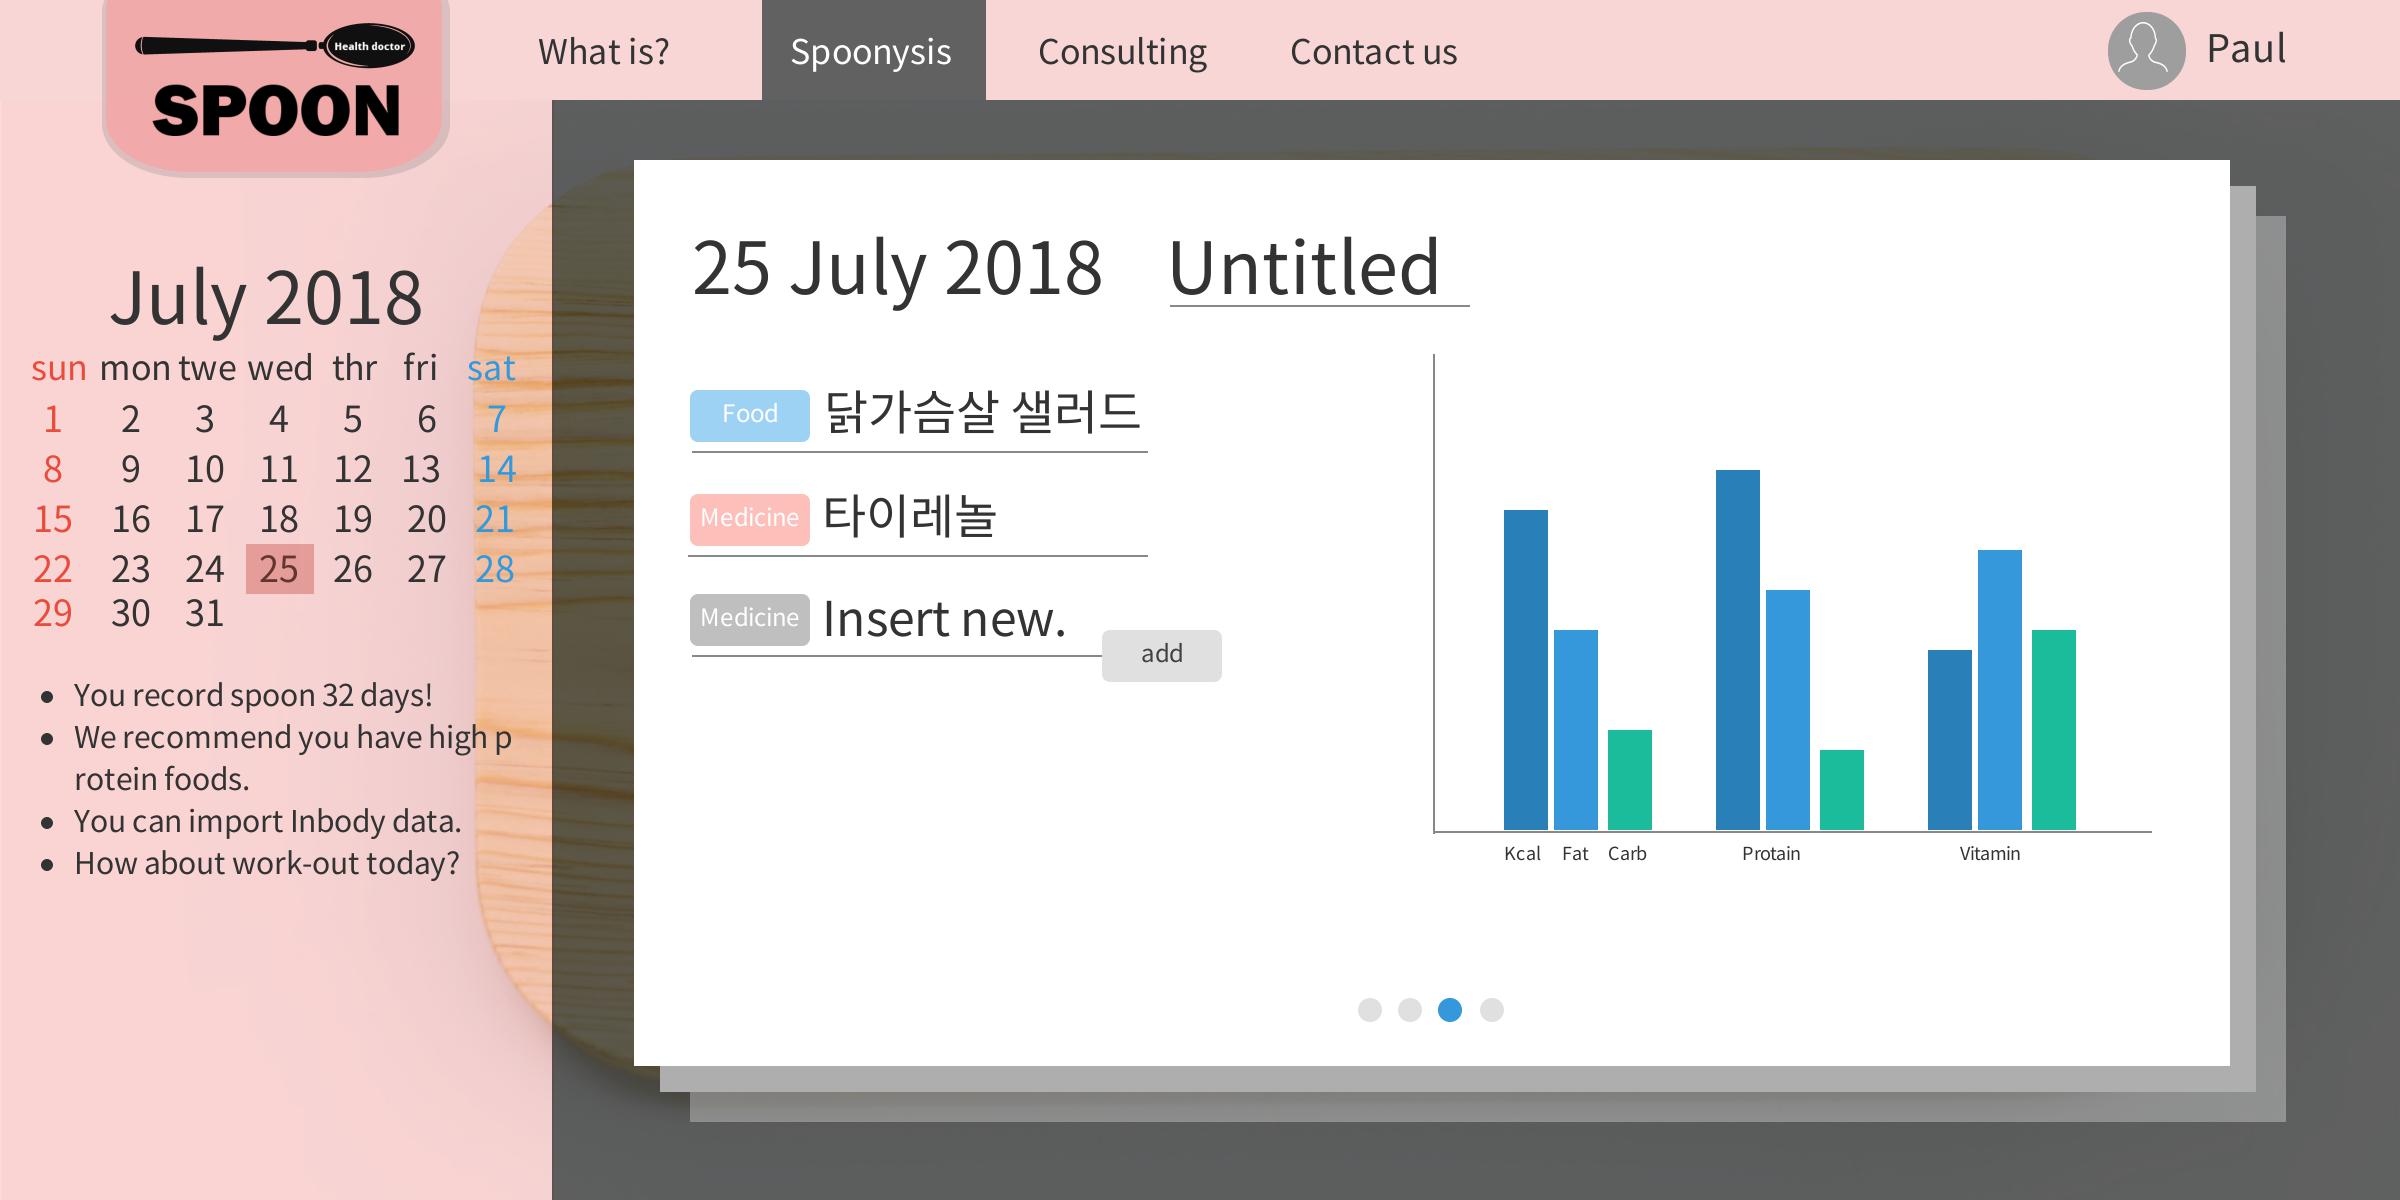 Health doctor
SPOON
What is? Spoonysis Consulting Contact us Paul
July 2018
sun mon twe wed thr fri sat
1 2 3 4 5 6 7
8 9 10 11 12 13 14
15 16 17 18 19 20 21
22 23 24 25 26 27 28
29 30 31
You record spoon 32 days!
We recommend you have high p
rotein foods.
You can import Inbody data.
How about work-out today?
25 July 2018 Untitled
Food 닭가슴살 샐러드
Medicine 타이레놀
Medicine Insert new.
add
Kcal Fat Carb Protain Vitamin